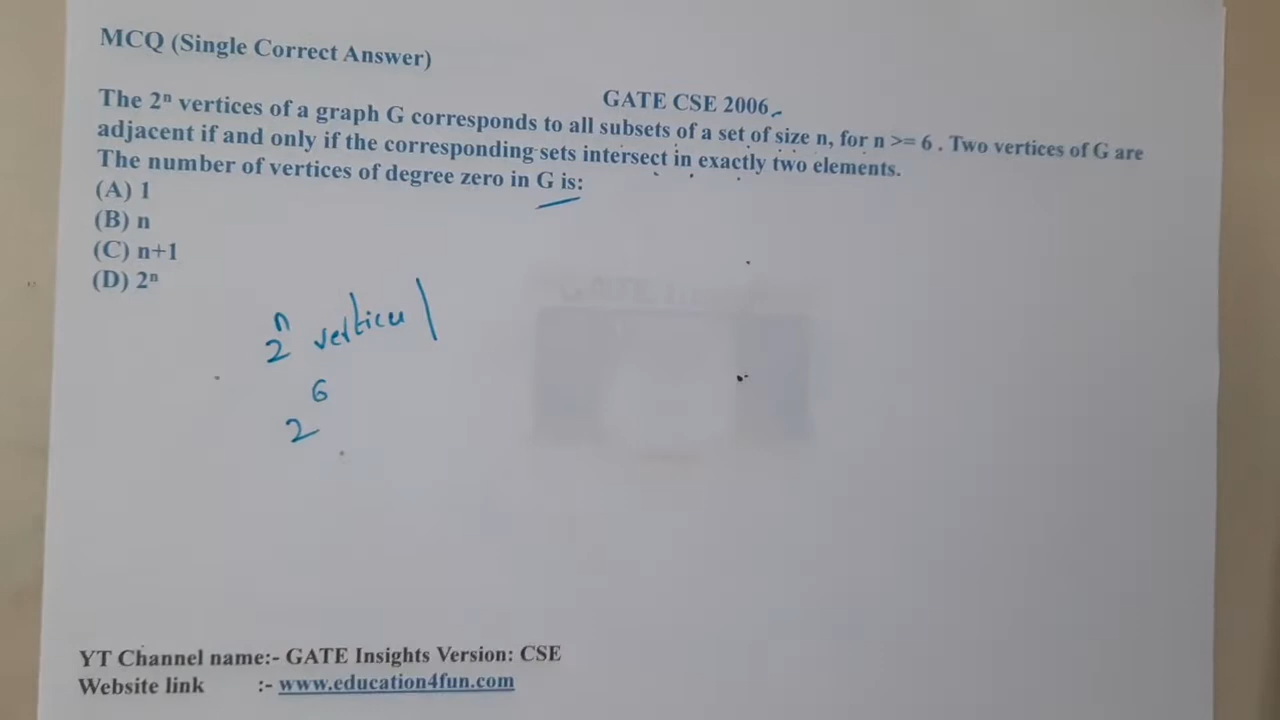 MCQ (Single Correct Answer)
GATE CSE 2006
The 2ⁿ vertices of a graph G corresponds to all subsets of a set of size n, for n >= 6 . Two vertices of G are
adjacent if and only if the corresponding sets intersect in exactly two elements.
The number of vertices of degree zero in G is:
(A) 1
(B) n
(C) n+1
(D) 2ⁿ
2ⁿ vertices
2⁶
YT Channel name:- GATE Insights Version: CSE
Website link :- www.education4fun.com